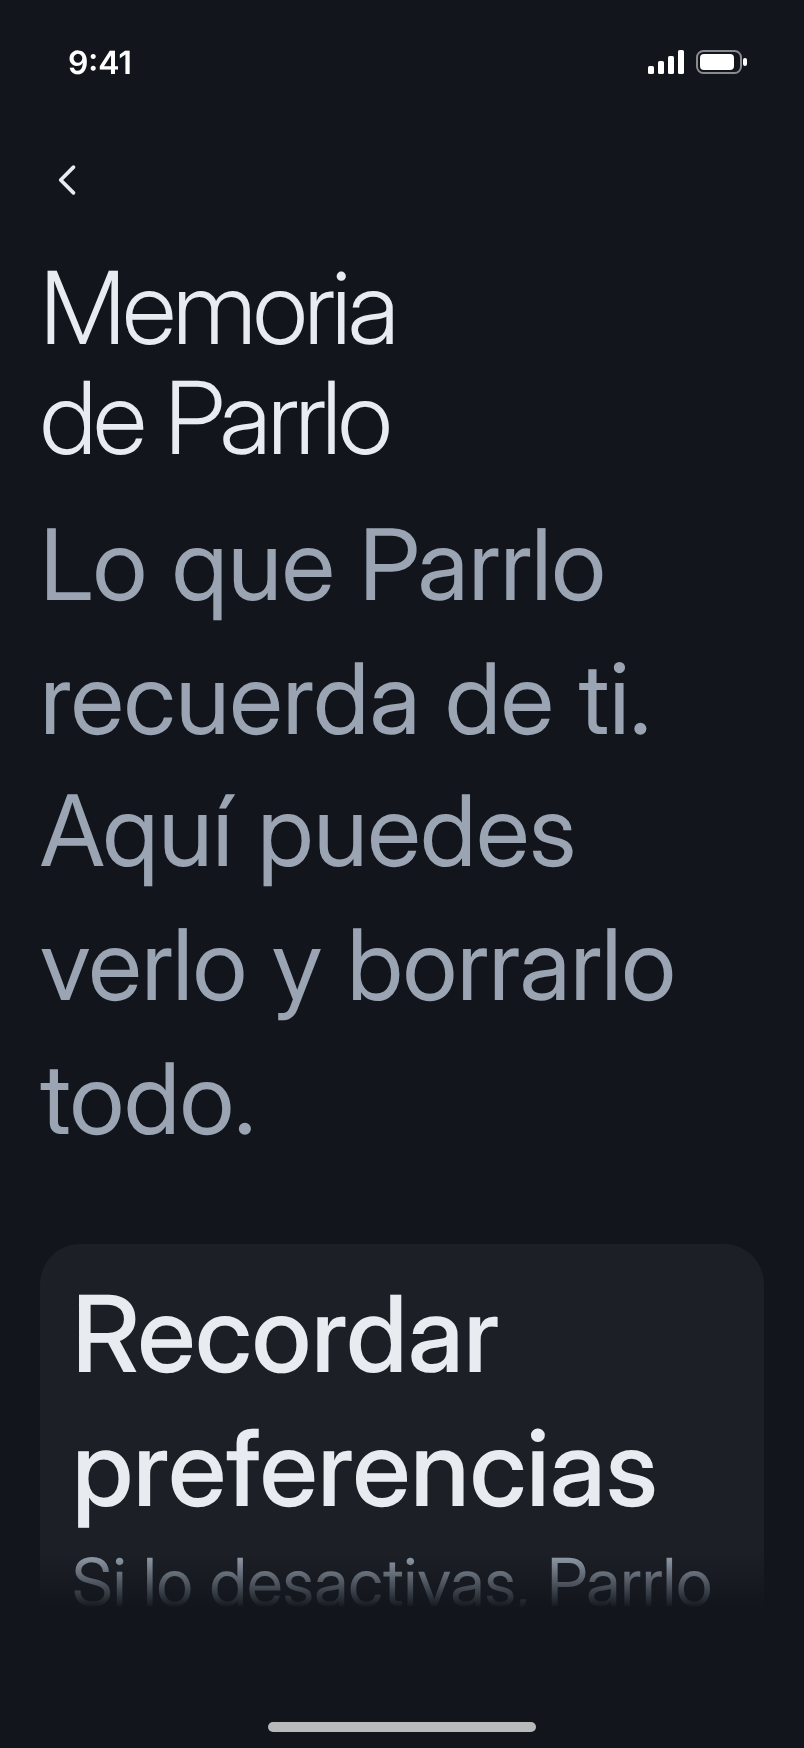 9:41
Memoria
de Parrlo
Lo que Parrlo
recuerda de ti.
Aquí puedes
verlo y borrarlo
todo.
Recordar
preferencias
Si lo desactivas, Parrlo